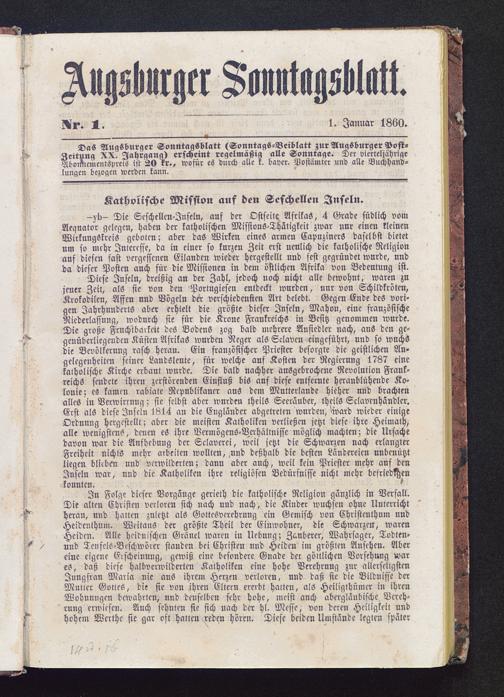 Augsburger Sonntagsblatt.
Nr. 1.
1. Januar 1860.
Das Augsburger Sonntagsblatt (Sonntags-Beiblatt zur Augsburger Post-
Zeitung XX. Jahrgang) erscheint regelmäßig alle Sonntage. Der vierteljährige
Abonnementspreis ist 20 kr., wofür es durch alle k. bayer. Postämter und alle Buchhand-
lungen bezogen werden kann.
Katholische Mission auf den Seschellen Inseln.
–yb– Die Seschellen-Inseln, auf der Ostseite Afrikas, 4 Grade südlich vom
Aequator gelegen, haben der katholischen Missions-Thätigkeit zwar nur einen kleinen
Wirkungskreis geboten; aber das Wirken eines armen Capuziners daselbst bietet
um so mehr Interesse, da in einer so kurzen Zeit erst neulich die katholische Religion
auf diesen fast vergessenen Eilanden wieder hergestellt und fest gegründet wurde, und
da dieser Posten auch für die Missionen in dem östlichen Afrika von Bedeutung ist.
Diese Inseln, dreißig an der Zahl, jedoch noch nicht alle bewohnt, waren zu
jener Zeit, als sie von den Portugiesen entdeckt wurden, nur von Schildkröten,
Krokodilen, Affen und Vögeln der verschiedensten Art belebt. Gegen Ende des vori-
gen Jahrhunderts aber erhielt die größte dieser Inseln, Mahon, eine französische
Niederlassung, wodurch sie für die Krone Frankreichs in Besitz genommen wurde.
Die große Fruchtbarkeit des Bodens zog bald mehrere Ansiedler nach, aus den ge-
genüberliegenden Küsten Afrikas wurden Neger als Sclaven eingeführt, und so wuchs
die Bevölkerung rasch heran. Ein französischer Priester besorgte die geistlichen An-
gelegenheiten seiner Landsleute, für welche auf Kosten der Regierung 1787 eine
katholische Kirche erbaut wurde. Die bald nachher ausgebrochene Revolution Frank-
reichs sendete ihren zerstörenden Einfluß bis auf diese entfernte heranblühende Ko-
lonie; es kamen rabiate Republikaner aus dem Mutterlande hieher und brachten
alles in Verwirrung; sie selbst aber wurden theils Seeräuber, theils Sclavenhändler,
Erst als diese Inseln 1814 an die Engländer abgetreten wurden, ward wieder einige
Ordnung hergestellt; aber die meisten Katholiken verließen jetzt diese ihre Heimath,
alle wenigstens, denen es ihre Vermögens-Verhältnisse möglich machten; die Ursache
davon war die Aufhebung der Sclaverei, weil jetzt die Schwarzen nach erlangter
Freiheit nichts mehr arbeiten wollten, und deßhalb die besten Ländereien unbenützt
liegen blieben und verwilderten; dann aber auch, weil kein Priester mehr auf den
Inseln war, und die Katholiken ihre religiösen Bedürfnisse nicht mehr befriedigen
konnten.
In Folge dieser Vorgänge gerieth die katholische Religion gänzlich in Verfall.
Die alten Christen verloren sich nach und nach, die Kinder wuchsen ohne Unterricht
heran, und hatten zuletzt als Gottesverehrung ein Gemisch von Christenthum und
Heidenthum. Weitaus der größte Theil der Einwohner, die Schwarzen, waren
Heiden. Alle heidnischen Gräuel waren in Uebung; Zauberer, Wahrsager, Todten-
und Teufels-Beschwörer standen bei Christen und Heiden im größten Ansehen. Aber
eine eigene Erscheinung, gewiß eine besondere Gnade der göttlichen Vorsehung war
es, daß diese halbverwilderten Katholiken eine hohe Verehrung zur allerseligsten
Jungfrau Maria nie aus ihrem Herzen verloren, und daß sie die Bildnisse der
Mutter Gottes, die sie von ihren Eltern ererbt hatten, als Heiligthümer in ihren
Wohnungen bewahrten, und denselben sehr hohe, meist auch abergläubische Vereh-
rung erwiesen. Auch sehnten sie sich nach der hl. Messe, von deren Heiligkeit und
hohem Werthe sie gar oft hatten reden hören. Diese beiden Umstände legten später